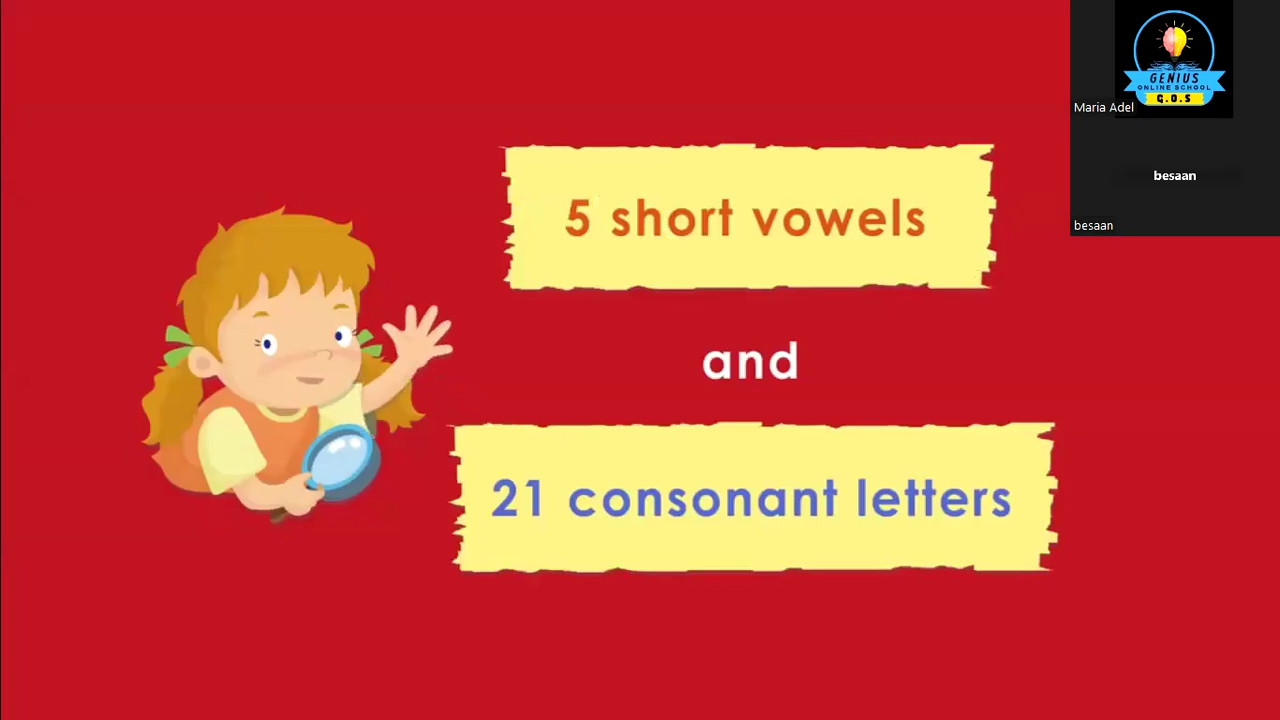 5 short vowels
and
21 consonant letters
GENIUS
ONLINE SCHOOL
G.O.S
Maria Adel
besaan
besaan